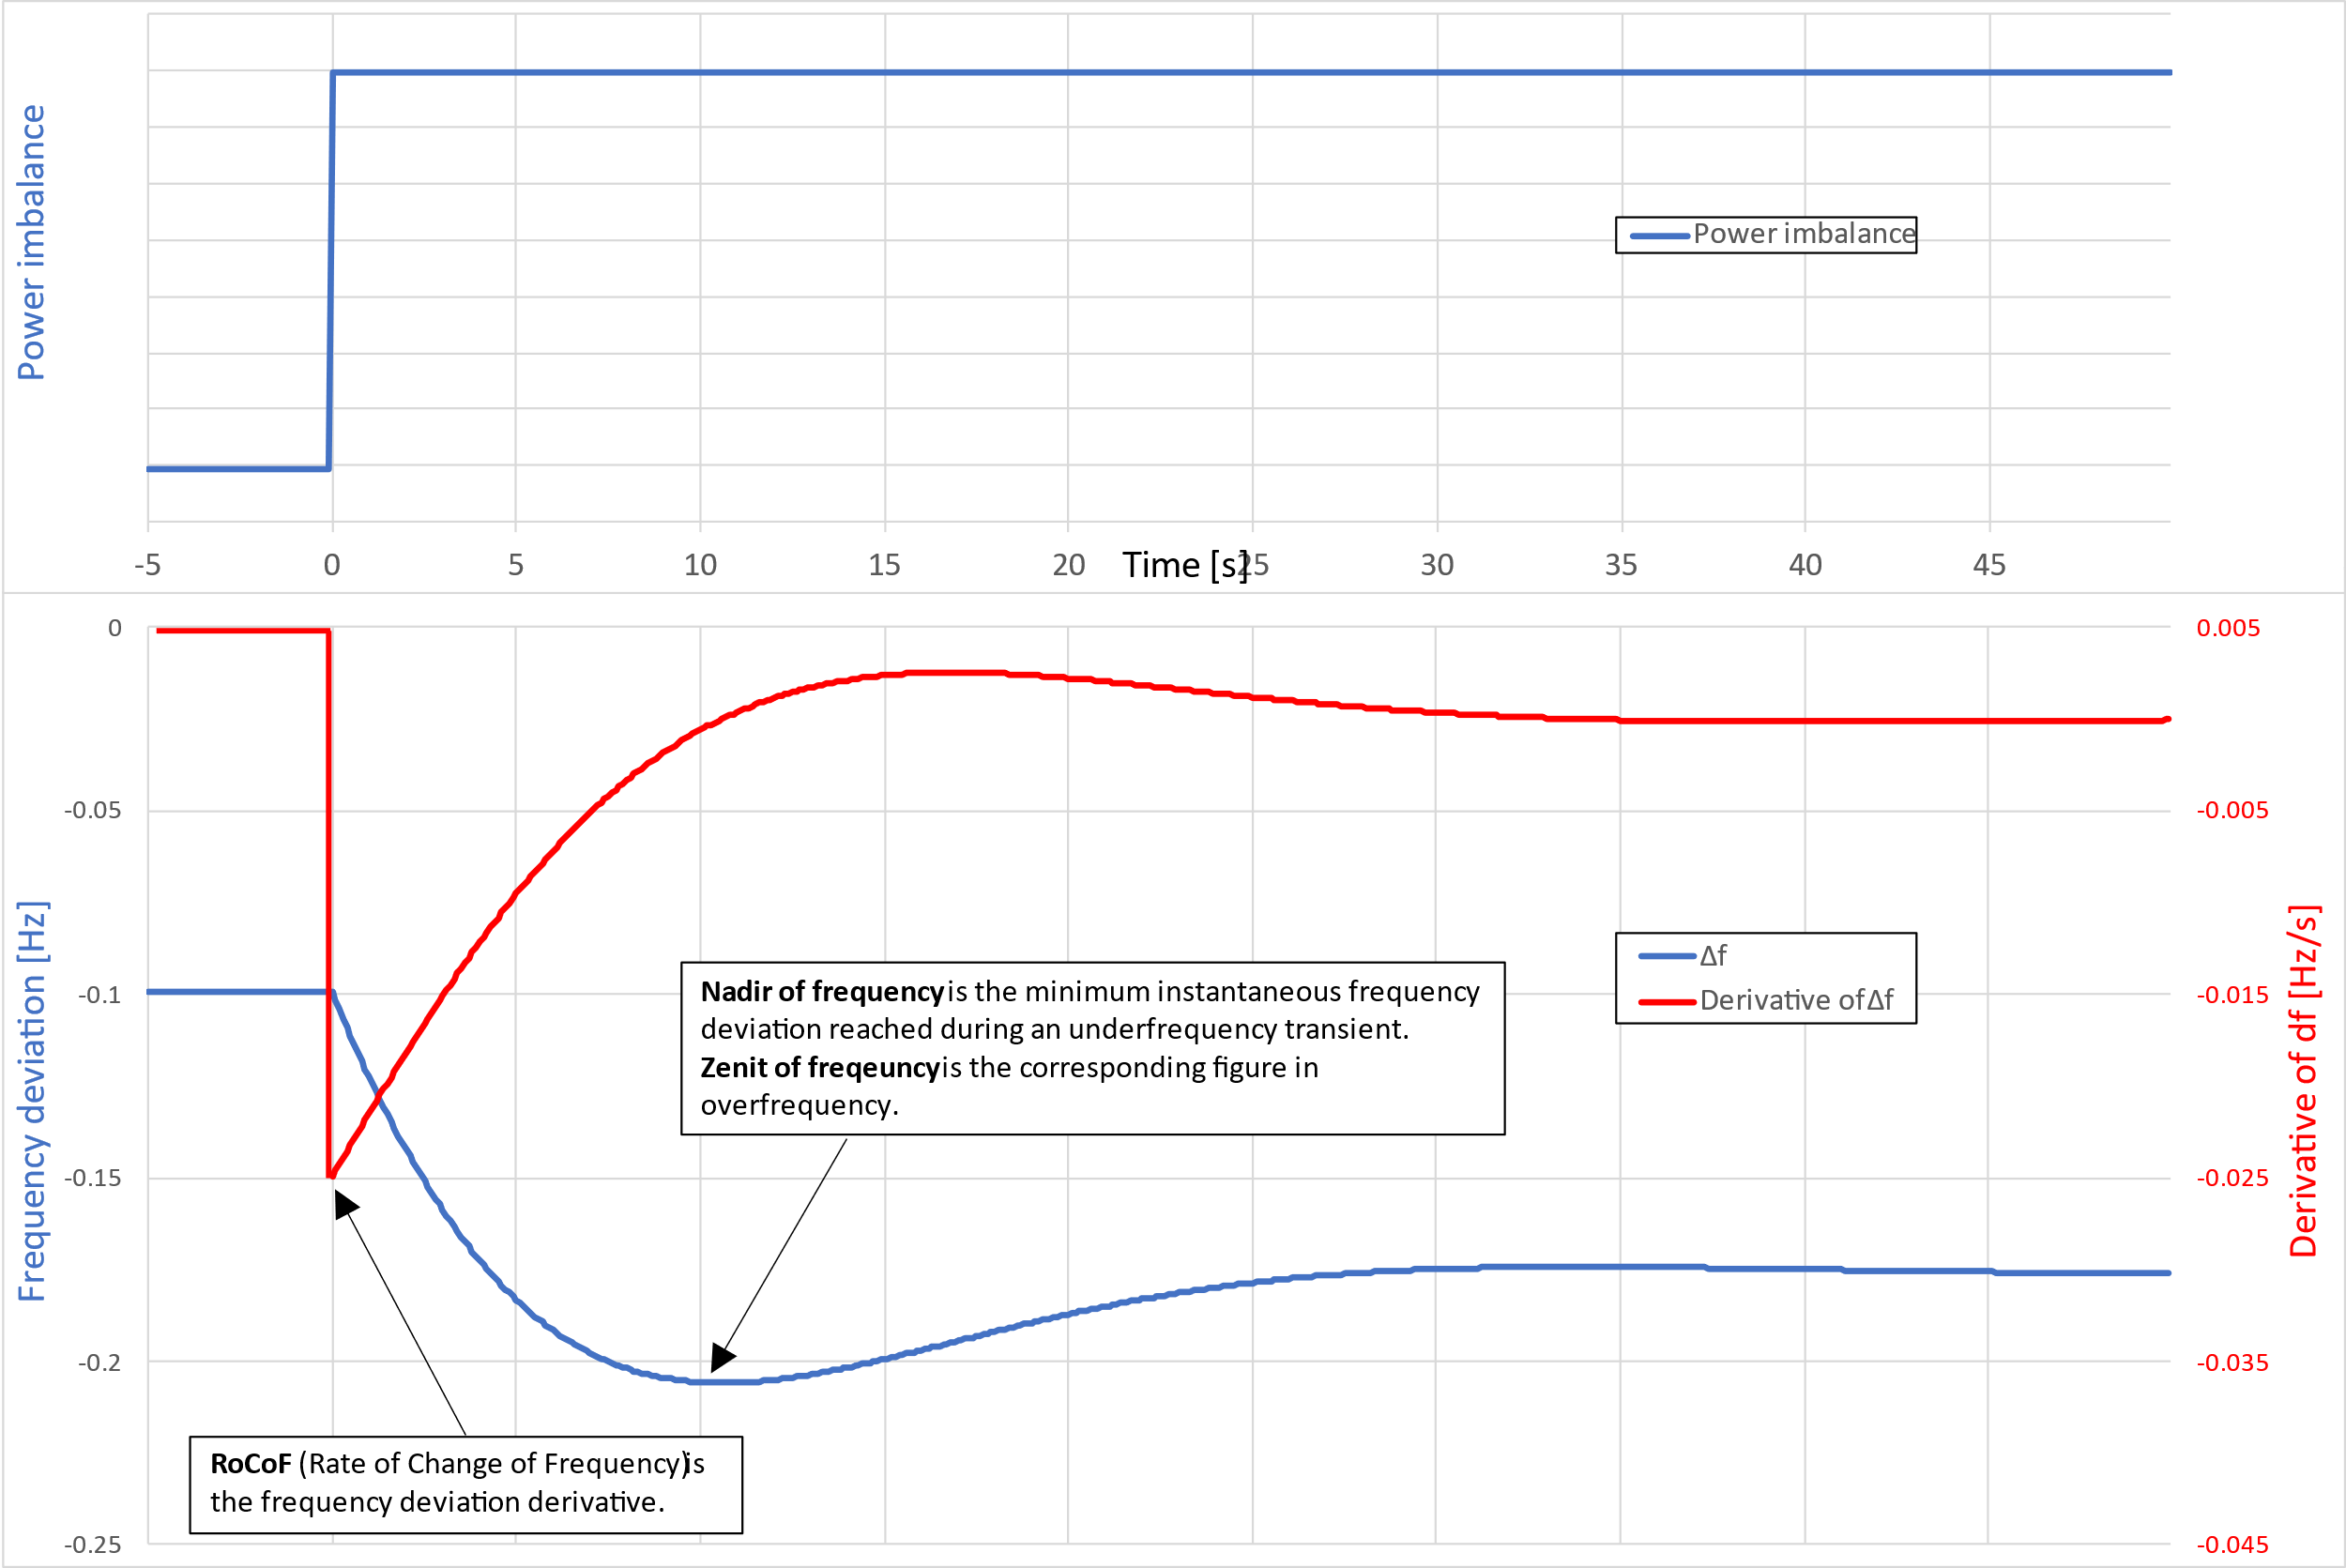 Power imbalance
Power imbalance
-5 0 5 10 15 20 25 30 35 40 45
Time [s]
Frequency deviation [Hz]
0
-0.05
-0.1
-0.15
-0.2
-0.25
0.005
-0.005
-0.015
-0.025
-0.035
-0.045
Derivative of df [Hz/s]
Δf
Derivative of Δf
Nadir of frequency is the minimum instantaneous frequency
deviation reached during an underfrequency transient.
Zenit of freqeuncy is the corresponding figure in
overfrequency.
RoCoF (Rate of Change of Frequency) is
the frequency deviation derivative.